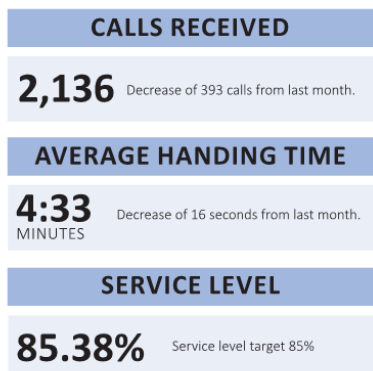 CALLS RECEIVED
2,136 Decrease of 393 calls from last month.
AVERAGE HANDING TIME
4:33 Decrease of 16 seconds from last month.
MINUTES
SERVICE LEVEL
85.38% Service level target 85%